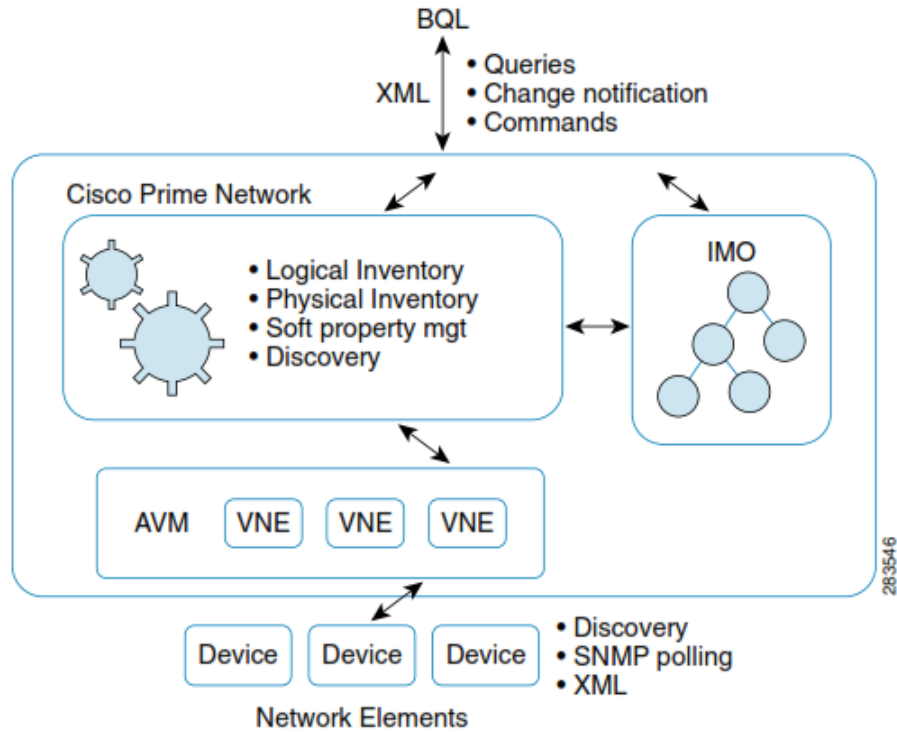 BQL
XML
• Queries
• Change notification
• Commands
Cisco Prime Network
• Logical Inventory
• Physical Inventory
• Soft property mgt
• Discovery
IMO
AVM
VNE
VNE
VNE
283546
Device
Device
Device
• Discovery
• SNMP polling
• XML
Network Elements